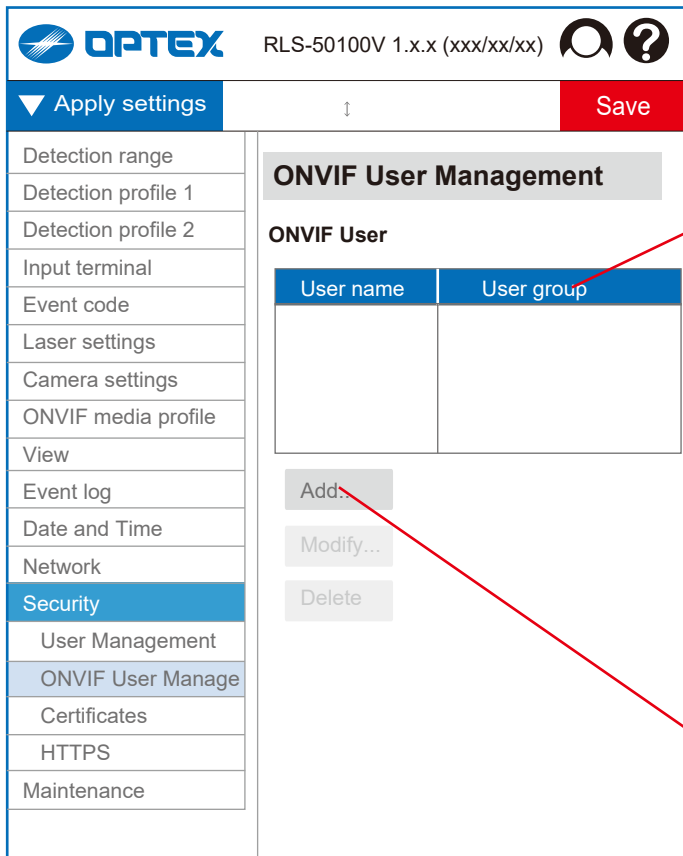 OPTEX RLS-50100V 1.x.x (xxx/xx/xx) ?
▼ Apply settings ↕ Save
Detection range
Detection profile 1
Detection profile 2
Input terminal
Event code
Laser settings
Camera settings
ONVIF media profile
View
Event log
Date and Time
Network
Security
User Management
ONVIF User Manage
Certificates
HTTPS
Maintenance
ONVIF User Management
ONVIF User
User name User group
Add...
Modify...
Delete